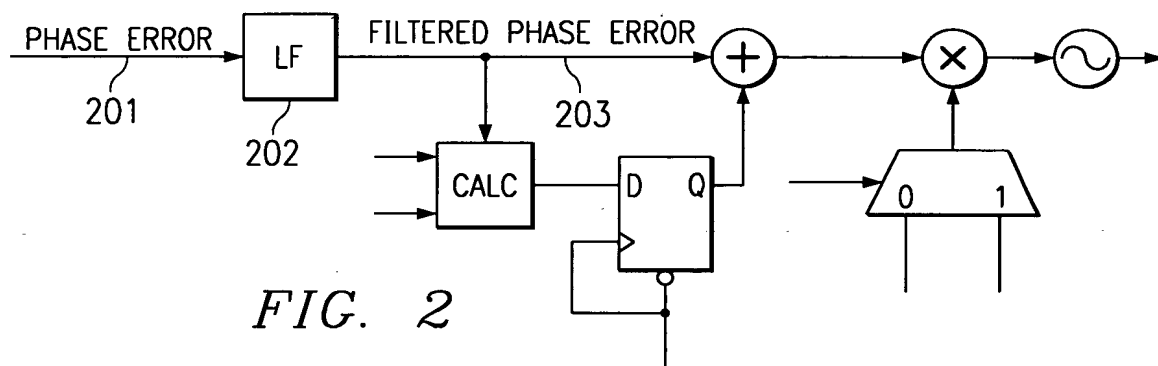 PHASE ERROR
LF
FILTERED PHASE ERROR
+
×
201
202
203
CALC
D Q
0 1
FIG. 2